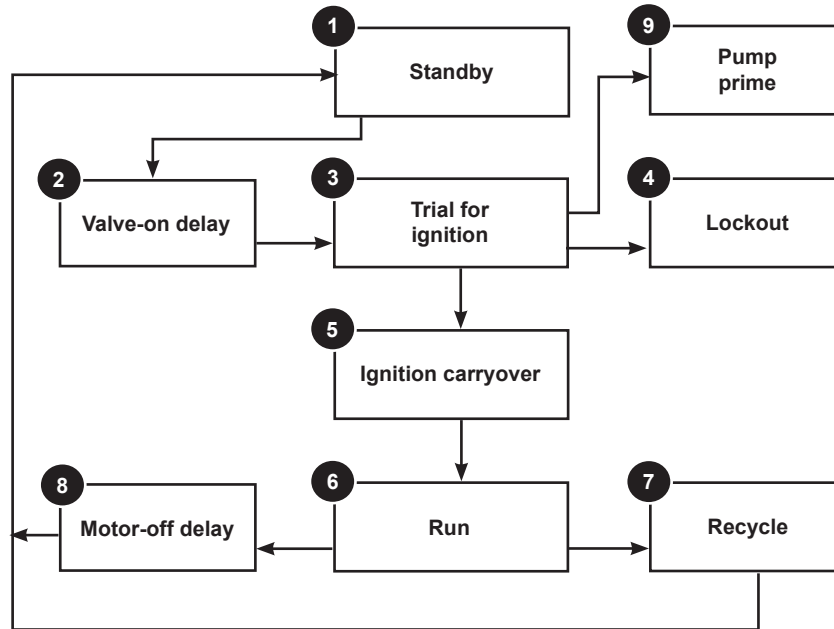 1
Standby
9
Pump
prime
2
Valve-on delay
3
Trial for
ignition
4
Lockout
5
Ignition carryover
8
Motor-off delay
6
Run
7
Recycle